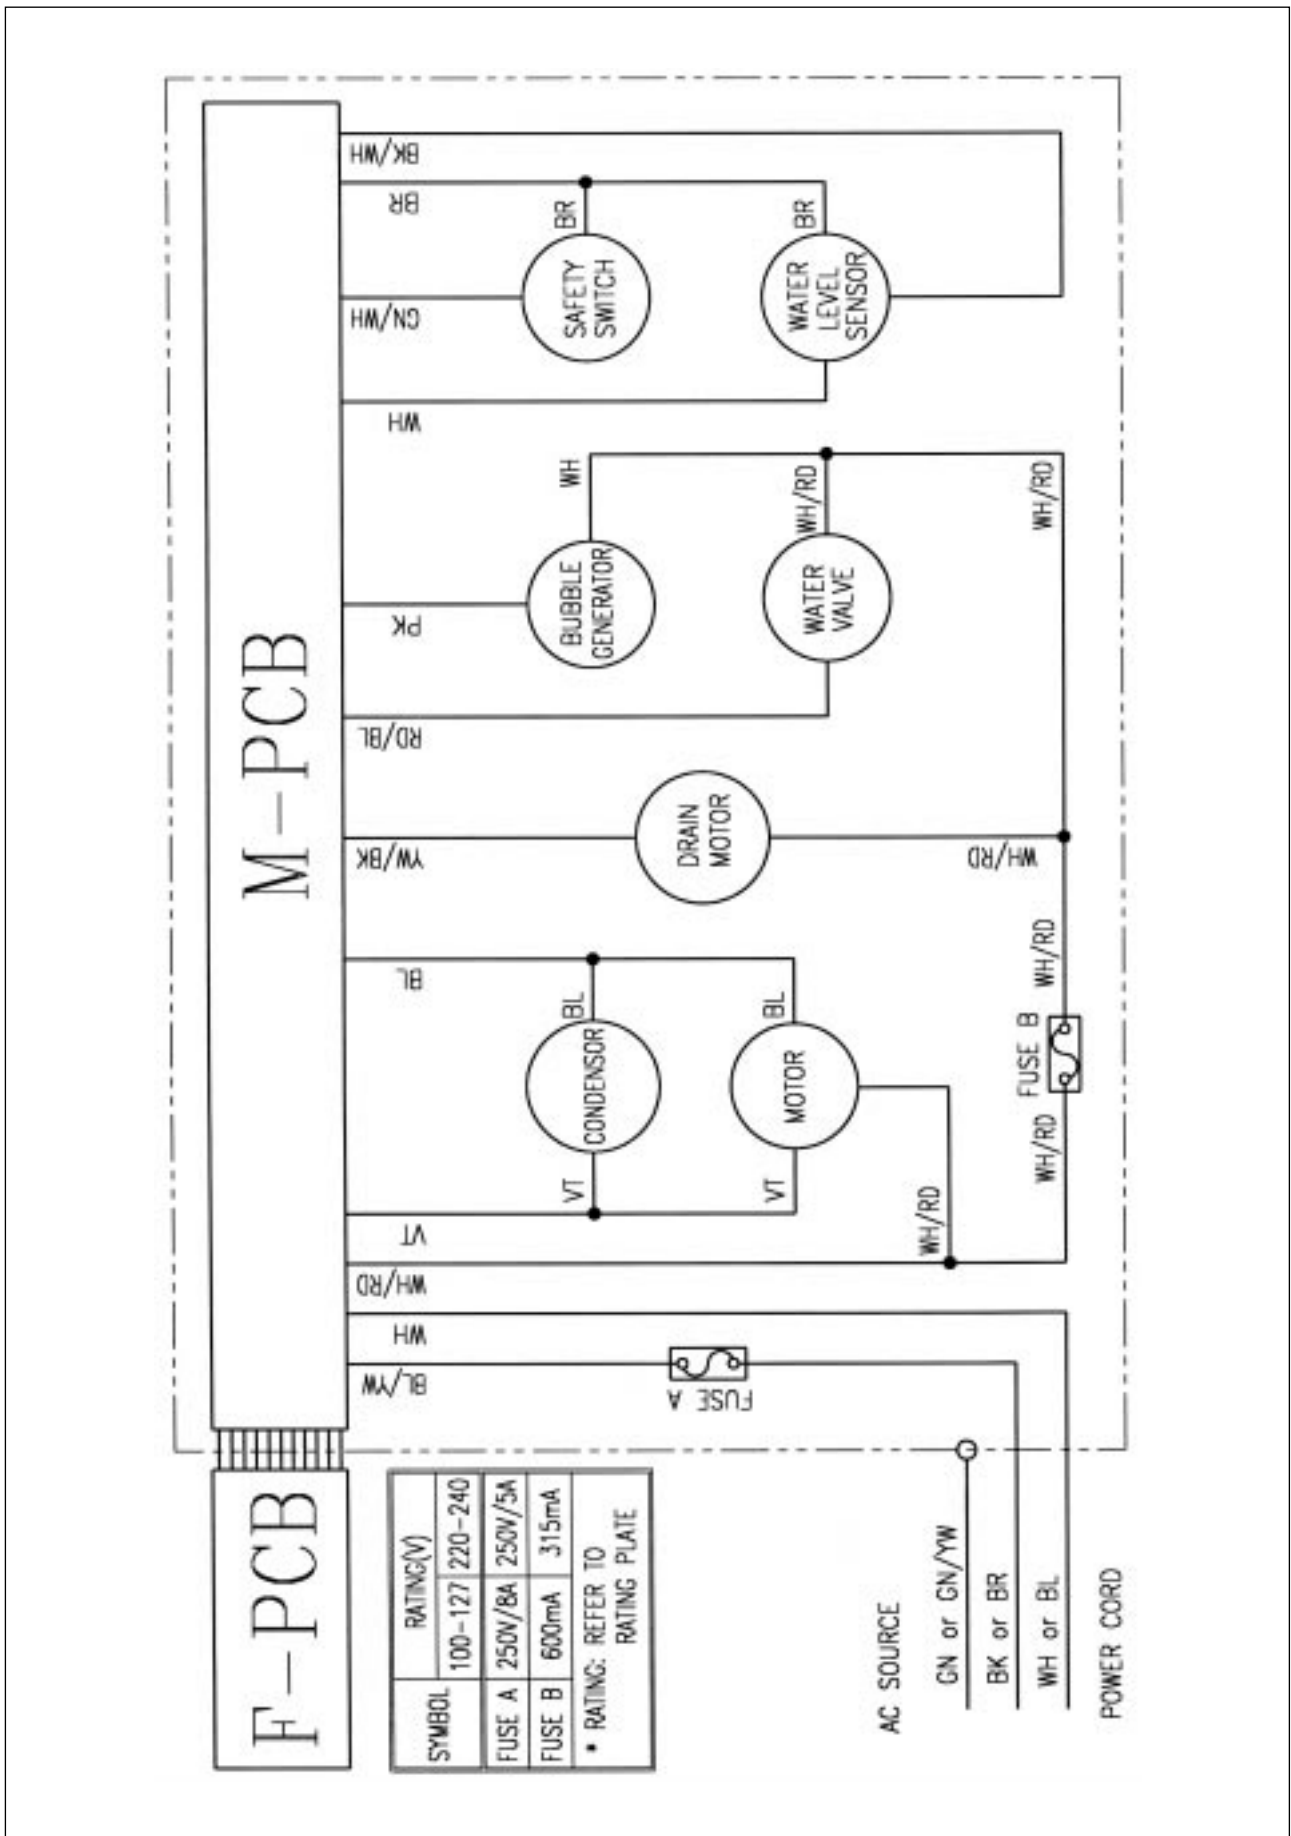 F-PCB
M-PCB
SYMBOL
RATING(V)
100-127
220-240
FUSE A
250V/8A
250V/5A
FUSE B
600mA
315mA
* RATING: REFER TO
RATING PLATE
AC SOURCE
GN or GN/YW
BK or BR
WH or BL
POWER CORD
BL/YW
WH
WH/RD
VT
BL
YW/BK
RD/BL
PK
WH
GN/WH
BR
BK/WH
FUSE A
VT
CONDENSOR
BL
VT
MOTOR
BL
WH/RD
WH/RD
FUSE B
WH/RD
DRAIN
MOTOR
WH/RD
BUBBLE
GENERATOR
WH
WATER
VALVE
WH/RD
WH/RD
SAFETY
SWITCH
BR
WATER
LEVEL
SENSOR
BR